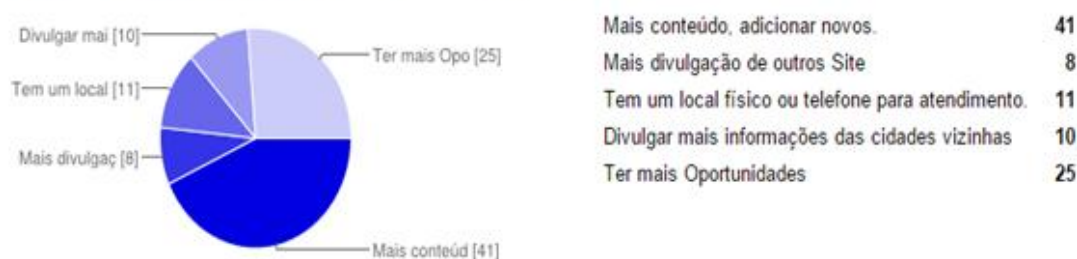 Divulgar mai [10]
Ter mais Opo [25]
Tem um local [11]
Mais divulgaç [8]
Mais conteúd [41]
Mais conteúdo, adicionar novos. 41
Mais divulgação de outros Site 8
Tem um local físico ou telefone para atendimento. 11
Divulgar mais informações das cidades vizinhas 10
Ter mais Oportunidades 25